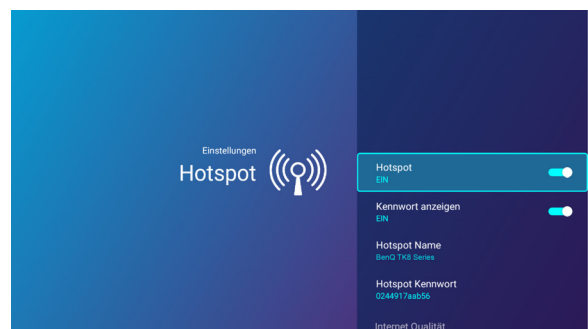 Einstellungen
Hotspot
Hotspot
EIN
Kennwort anzeigen
EIN
Hotspot Name
BenQ TK8 Series
Hotspot Kennwort
0244917aab56
Internet Qualität